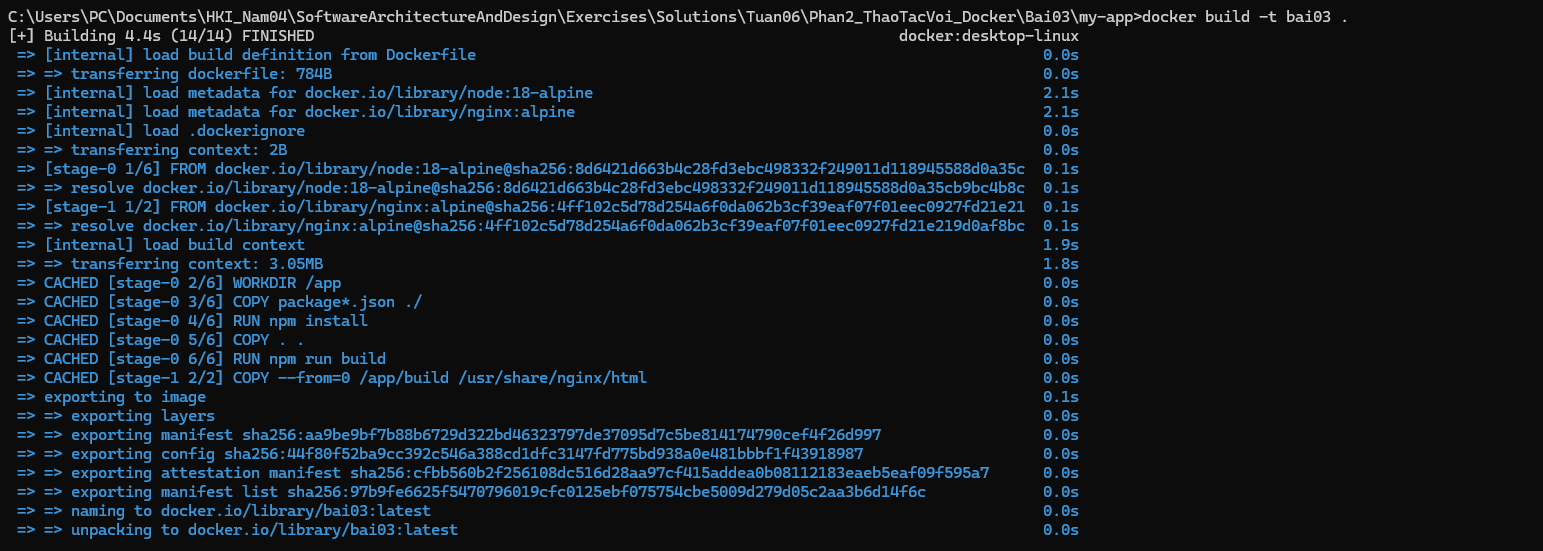 C:\Users\PC\Documents\HKI_Nam04\SoftwareArchitectureAndDesign\Exercises\Solutions\Tuan06\Phan2_ThaoTacVoi_Docker\Bai03\my-app>docker build -t bai03 .
[+] Building 4.4s (14/14) FINISHED docker:desktop-linux
=> [internal] load build definition from Dockerfile 0.0s
=> => transferring dockerfile: 784B 0.0s
=> [internal] load metadata for docker.io/library/node:18-alpine 2.1s
=> [internal] load metadata for docker.io/library/nginx:alpine 2.1s
=> [internal] load .dockerignore 0.0s
=> => transferring context: 2B 0.0s
=> [stage-0 1/6] FROM docker.io/library/node:18-alpine@sha256:8d6421d663b4c28fd3ebc498332f249011d118945588d0a35c 0.1s
=> => resolve docker.io/library/node:18-alpine@sha256:8d6421d663b4c28fd3ebc498332f249011d118945588d0a35cb9bc4b8c 0.1s
=> [stage-1 1/2] FROM docker.io/library/nginx:alpine@sha256:4ff102c5d78d254a6f0da062b3cf39eaf07f01eec0927fd21e21 0.1s
=> => resolve docker.io/library/nginx:alpine@sha256:4ff102c5d78d254a6f0da062b3cf39eaf07f01eec0927fd21e219d0af8bc 0.1s
=> [internal] load build context 1.9s
=> => transferring context: 3.05MB 1.8s
=> CACHED [stage-0 2/6] WORKDIR /app 0.0s
=> CACHED [stage-0 3/6] COPY package*.json ./ 0.0s
=> CACHED [stage-0 4/6] RUN npm install 0.0s
=> CACHED [stage-0 5/6] COPY . . 0.0s
=> CACHED [stage-0 6/6] RUN npm run build 0.0s
=> CACHED [stage-1 2/2] COPY --from=0 /app/build /usr/share/nginx/html 0.0s
=> exporting to image 0.1s
=> => exporting layers 0.0s
=> => exporting manifest sha256:aa9be9bf7b88b6729d322bd46323797de37095d7c5be814174790cef4f26d997 0.0s
=> => exporting config sha256:44f80f52ba9cc392c546a388cd1dfc3147fd775bd938a0e481bbbf1f43918987 0.0s
=> => exporting attestation manifest sha256:cfbb560b2f256108dc516d28aa97cf415addea0b08112183eaeb5eaf09f595a7 0.0s
=> => exporting manifest list sha256:97b9fe6625f5470796019cfc0125ebf075754cbe5009d279d05c2aa3b6d14f6c 0.0s
=> => naming to docker.io/library/bai03:latest 0.0s
=> => unpacking to docker.io/library/bai03:latest 0.0s